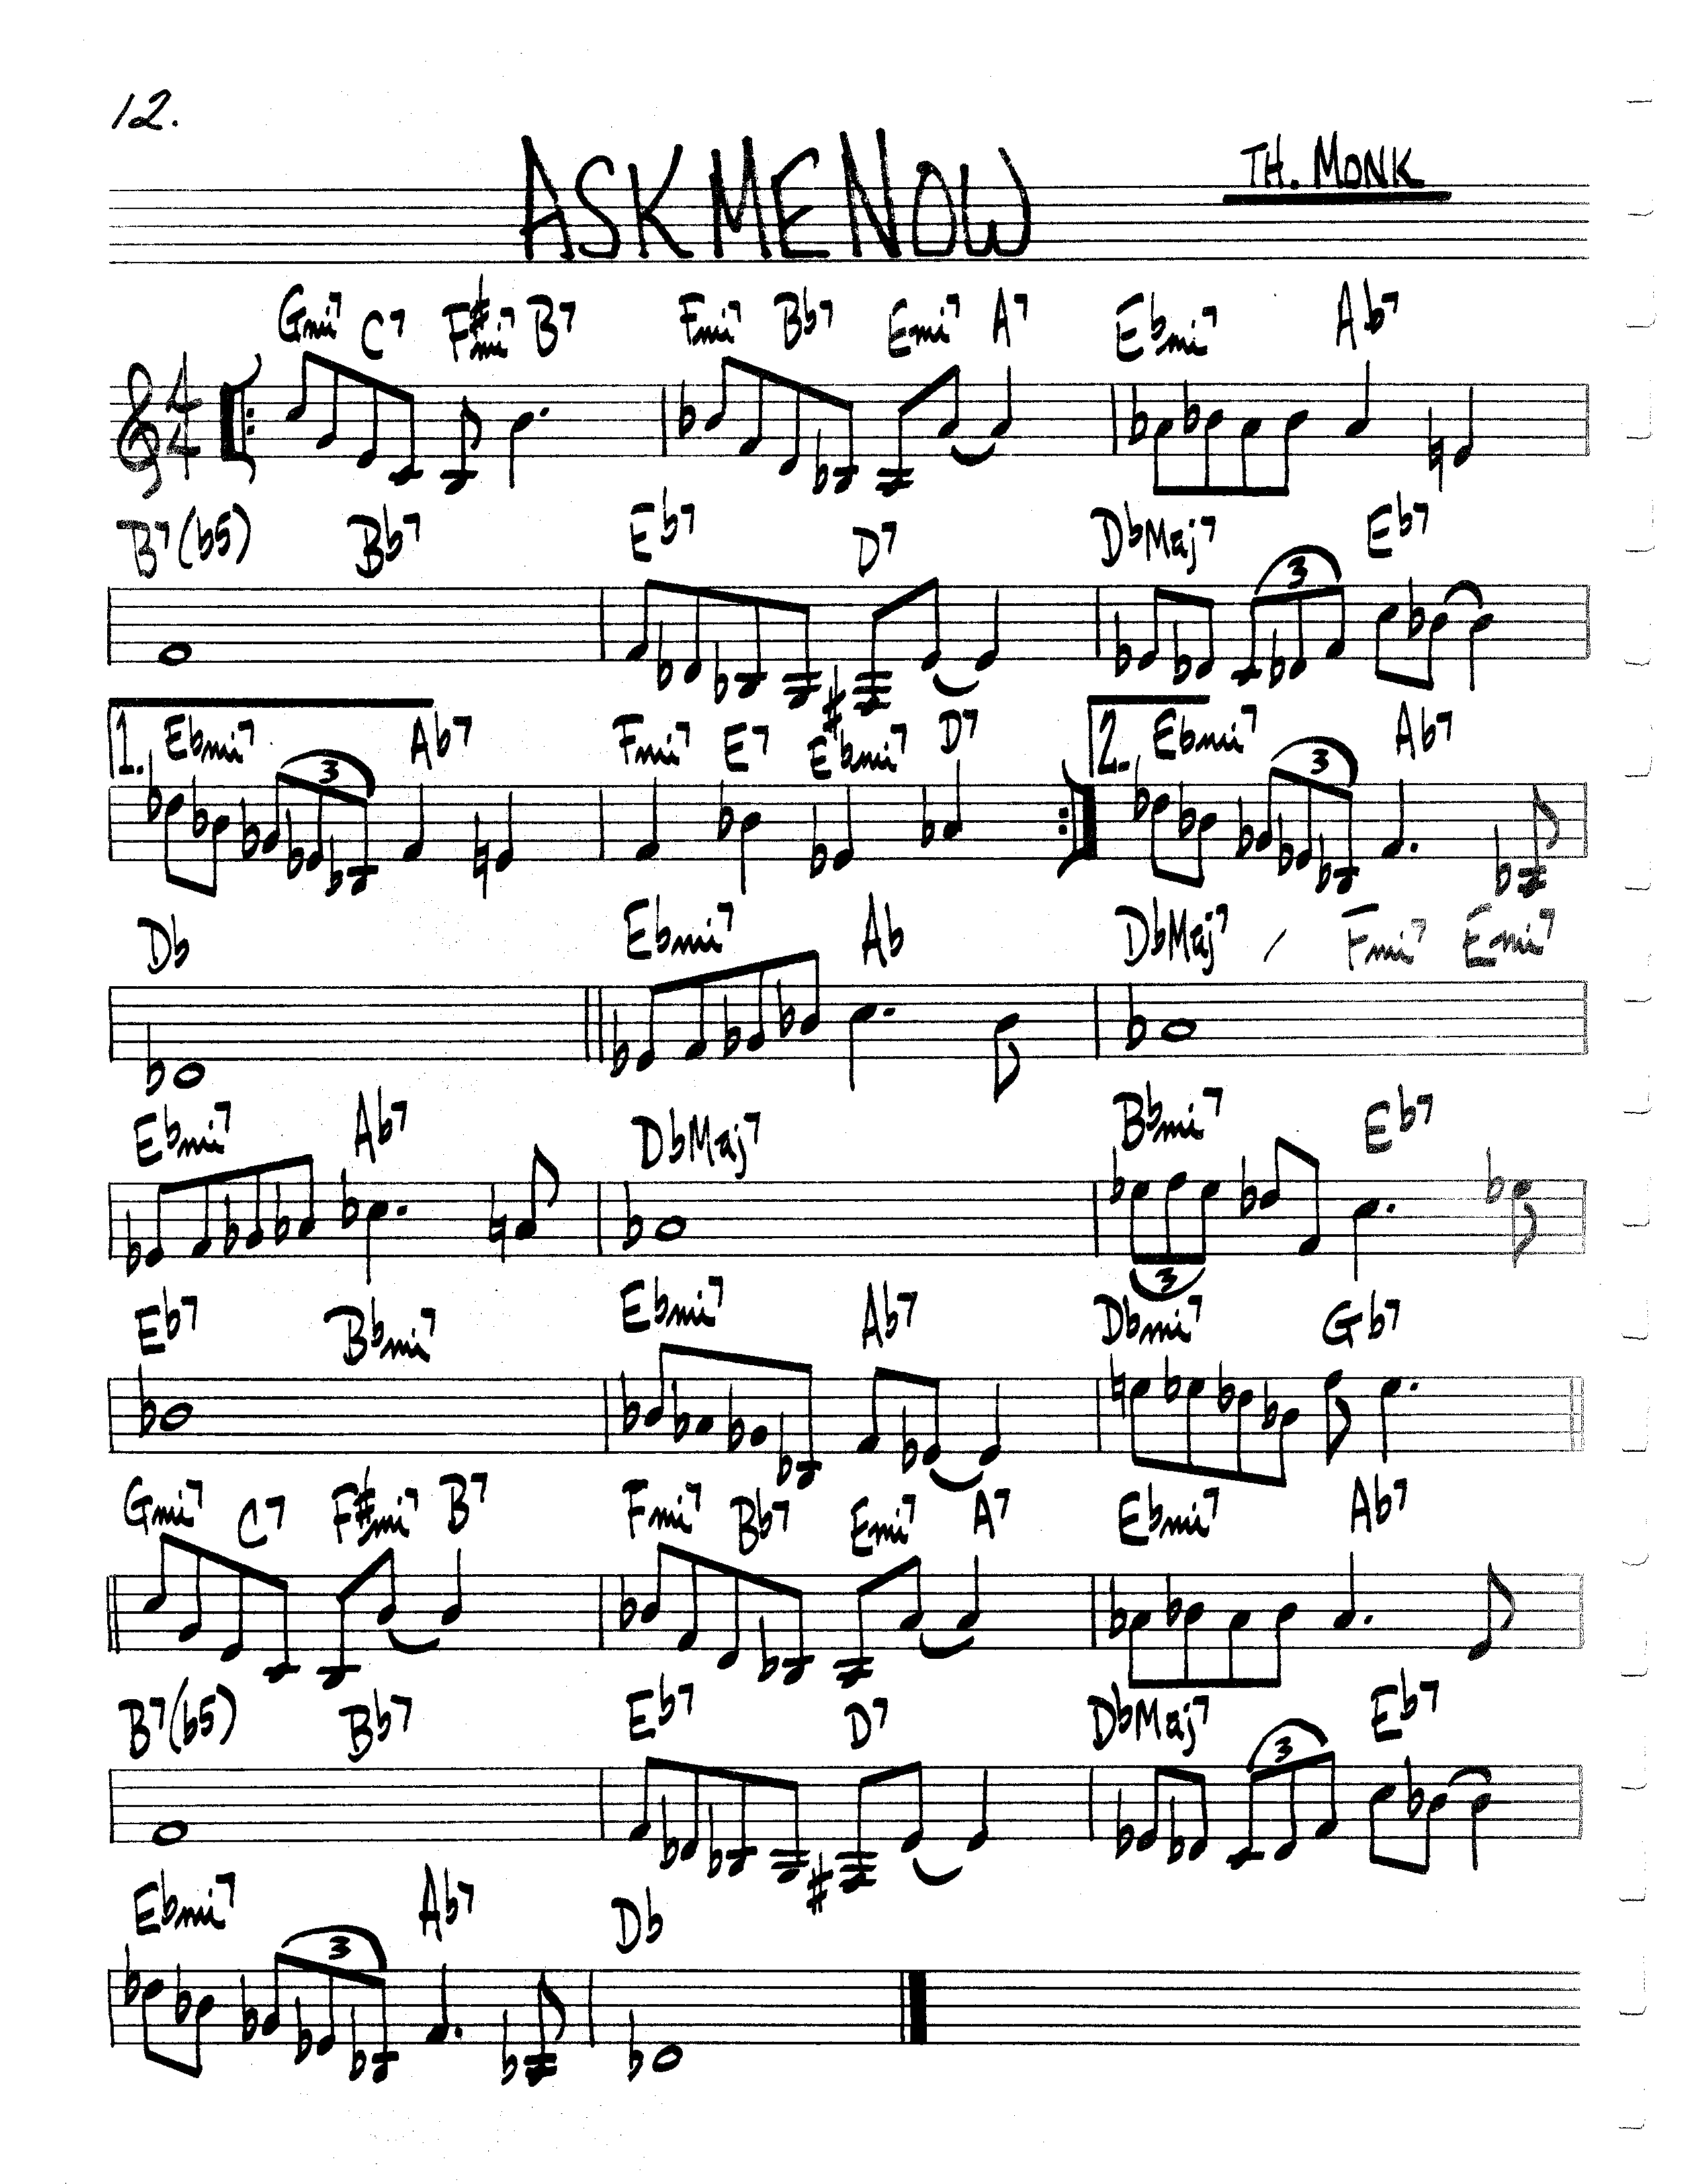 12.
ASK ME NOW
TH. MONK
Gmi7 C7 F#mi7 B7 Fmi7 Bb7 Emi7 A7 Ebmi7 Ab7
4
4
B7(b5) Bb7 Eb7 D7 DbMaj7 Eb7
3
1. Ebmi7 Ab7 Fmi7 E7 Ebmi7 D7 2. Ebmi7 Ab7
3 3
Db Ebmi7 Ab DbMaj7 / Fmi7 Emi7
Ebmi7 Ab7 DbMaj7 Bbmi7 Eb7
3
Eb7 Bbmi7 Ebmi7 Ab7 Dbmi7 Gb7
Gmi7 C7 F#mi7 B7 Fmi7 Bb7 Emi7 A7 Ebmi7 Ab7
B7(b5) Bb7 Eb7 D7 DbMaj7 Eb7
3
Ebmi7 Ab7 Db
3